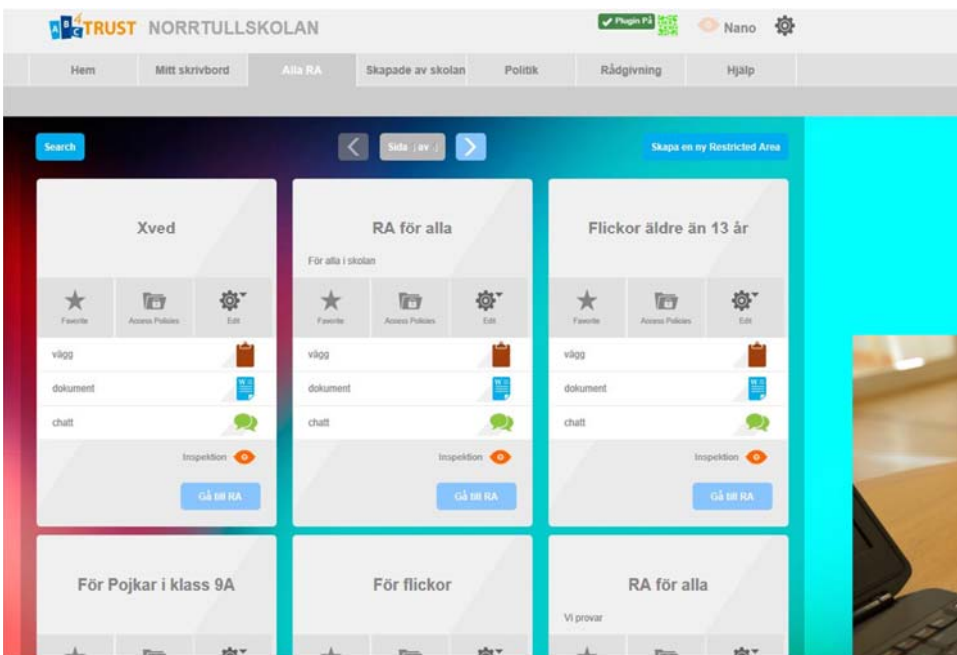 ABC4TRUST NORRTULLSKOLAN Plugin På Nano
Hem Mitt skrivbord Alla RA Skapade av skolan Politik Rådgivning Hjälp
Search Sida av Skapa en ny Restricted Area
Xved RA för alla Flickor äldre än 13 år
För alla i skolan
Favorite Access Policies Edit Favorite Access Policies Edit Favorite Access Policies Edit
vägg vägg vägg
dokument dokument dokument
chatt chatt chatt
Inspektion Inspektion Inspektion
Gå till RA Gå till RA Gå till RA
För Pojkar i klass 9A För flickor RA för alla
Vi provar